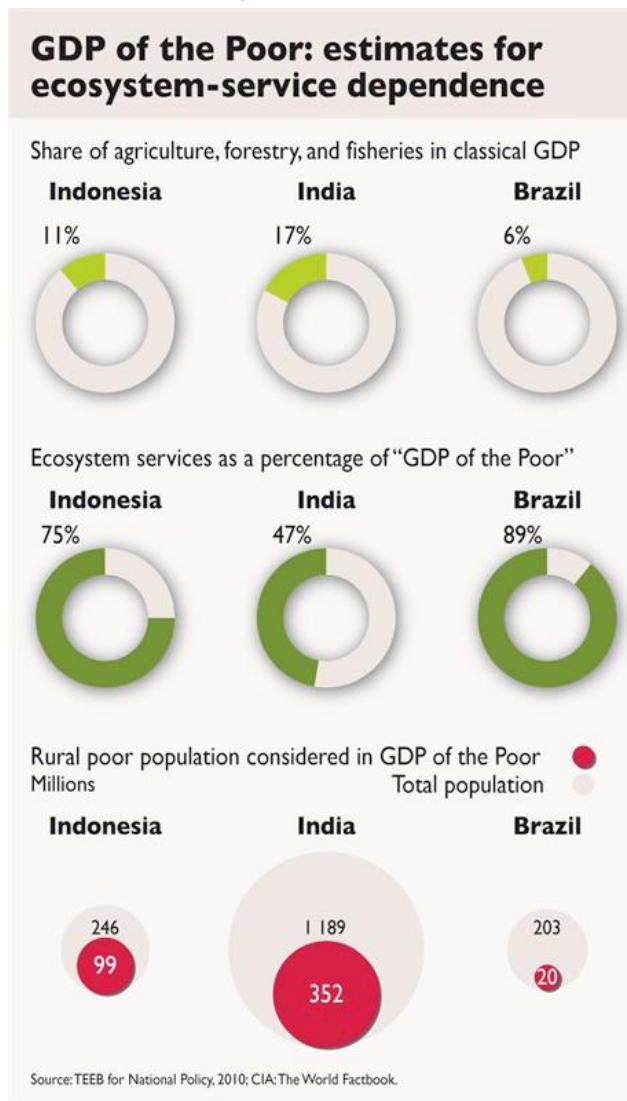 GDP of the Poor: estimates for
ecosystem-service dependence
Share of agriculture, forestry, and fisheries in classical GDP
Indonesia India Brazil
11% 17% 6%
Ecosystem services as a percentage of “GDP of the Poor”
Indonesia India Brazil
75% 47% 89%
Rural poor population considered in GDP of the Poor
Millions Total population
Indonesia India Brazil
246 1 189 203
99 352 20
Source: TEEB for National Policy, 2010; CIA: The World Factbook.